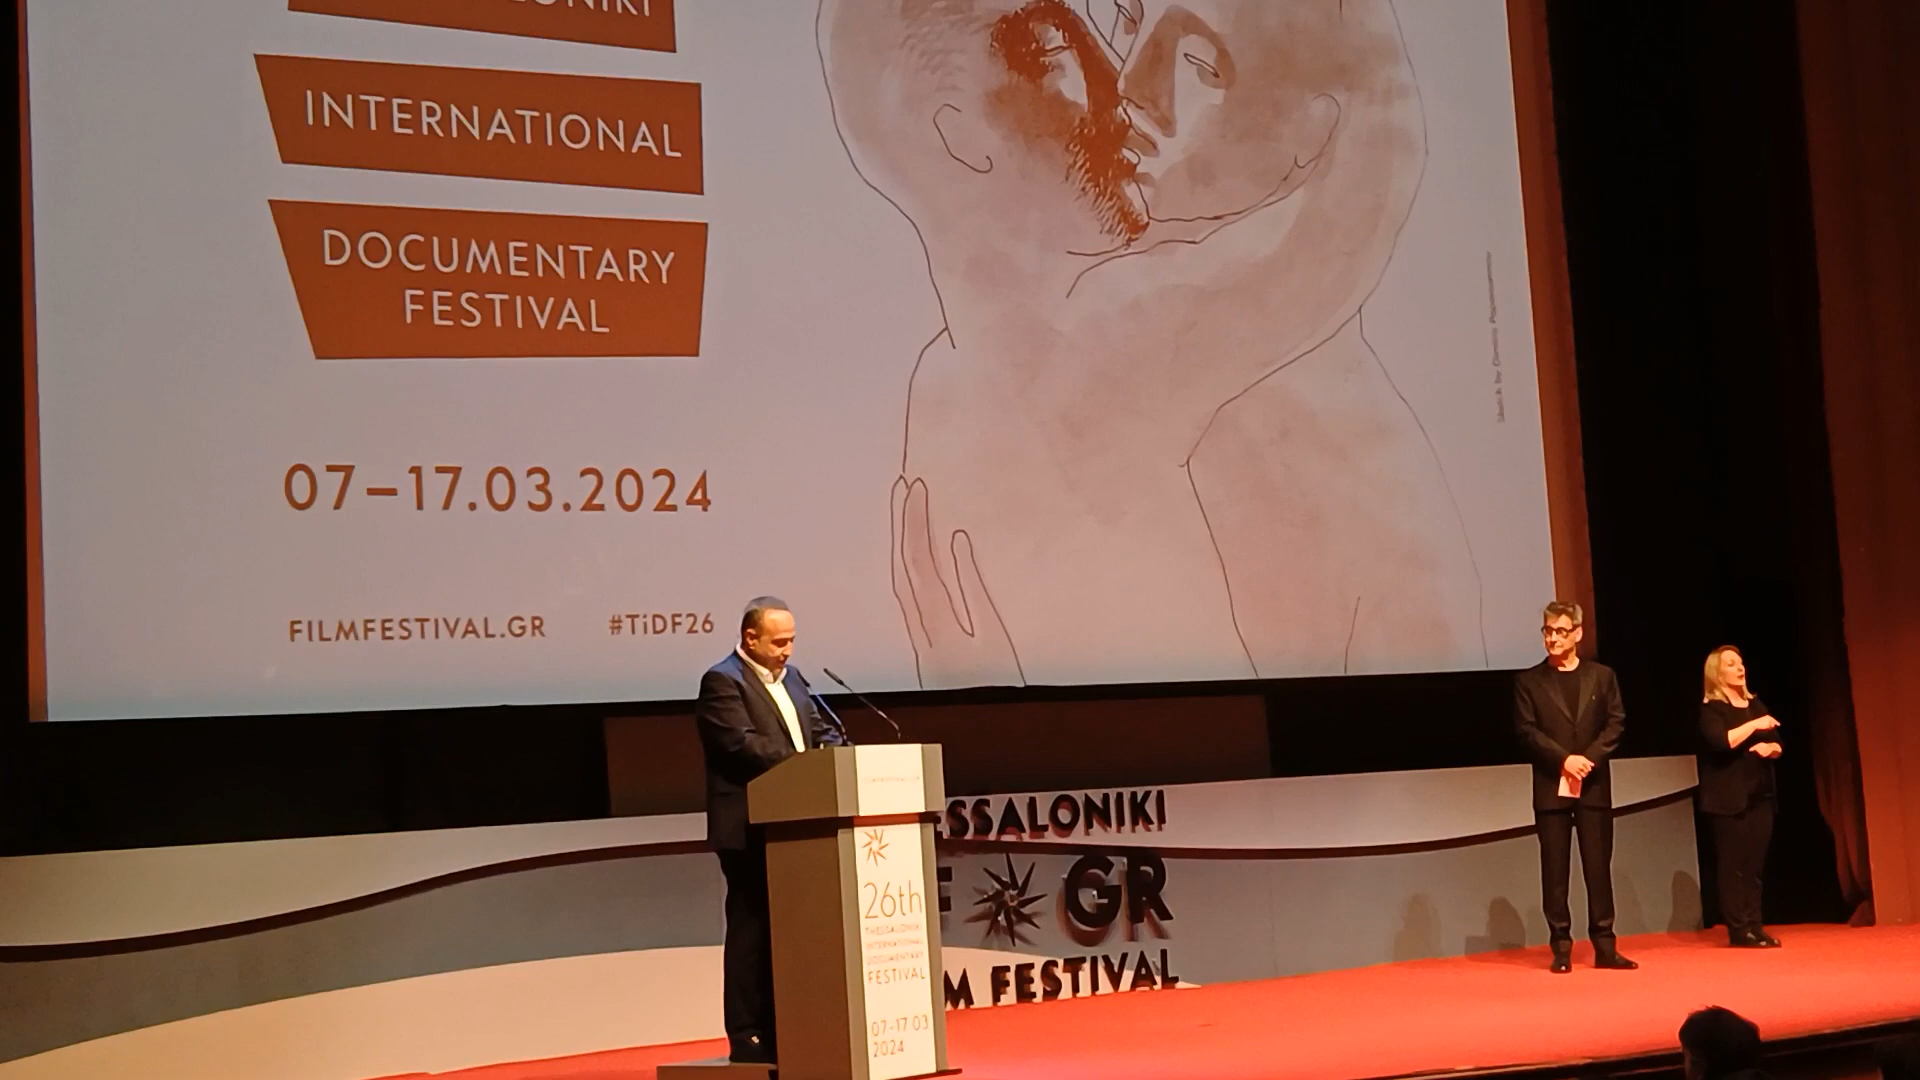 INTERNATIONAL
DOCUMENTARY
FESTIVAL
07–17.03.2024
FILMFESTIVAL.GR #TiDF26
ESSALONIKI
GR
M FESTIVAL
26th
THESSALONIKI
INTERNATIONAL
DOCUMENTARY
FESTIVAL
07-17 03
2024